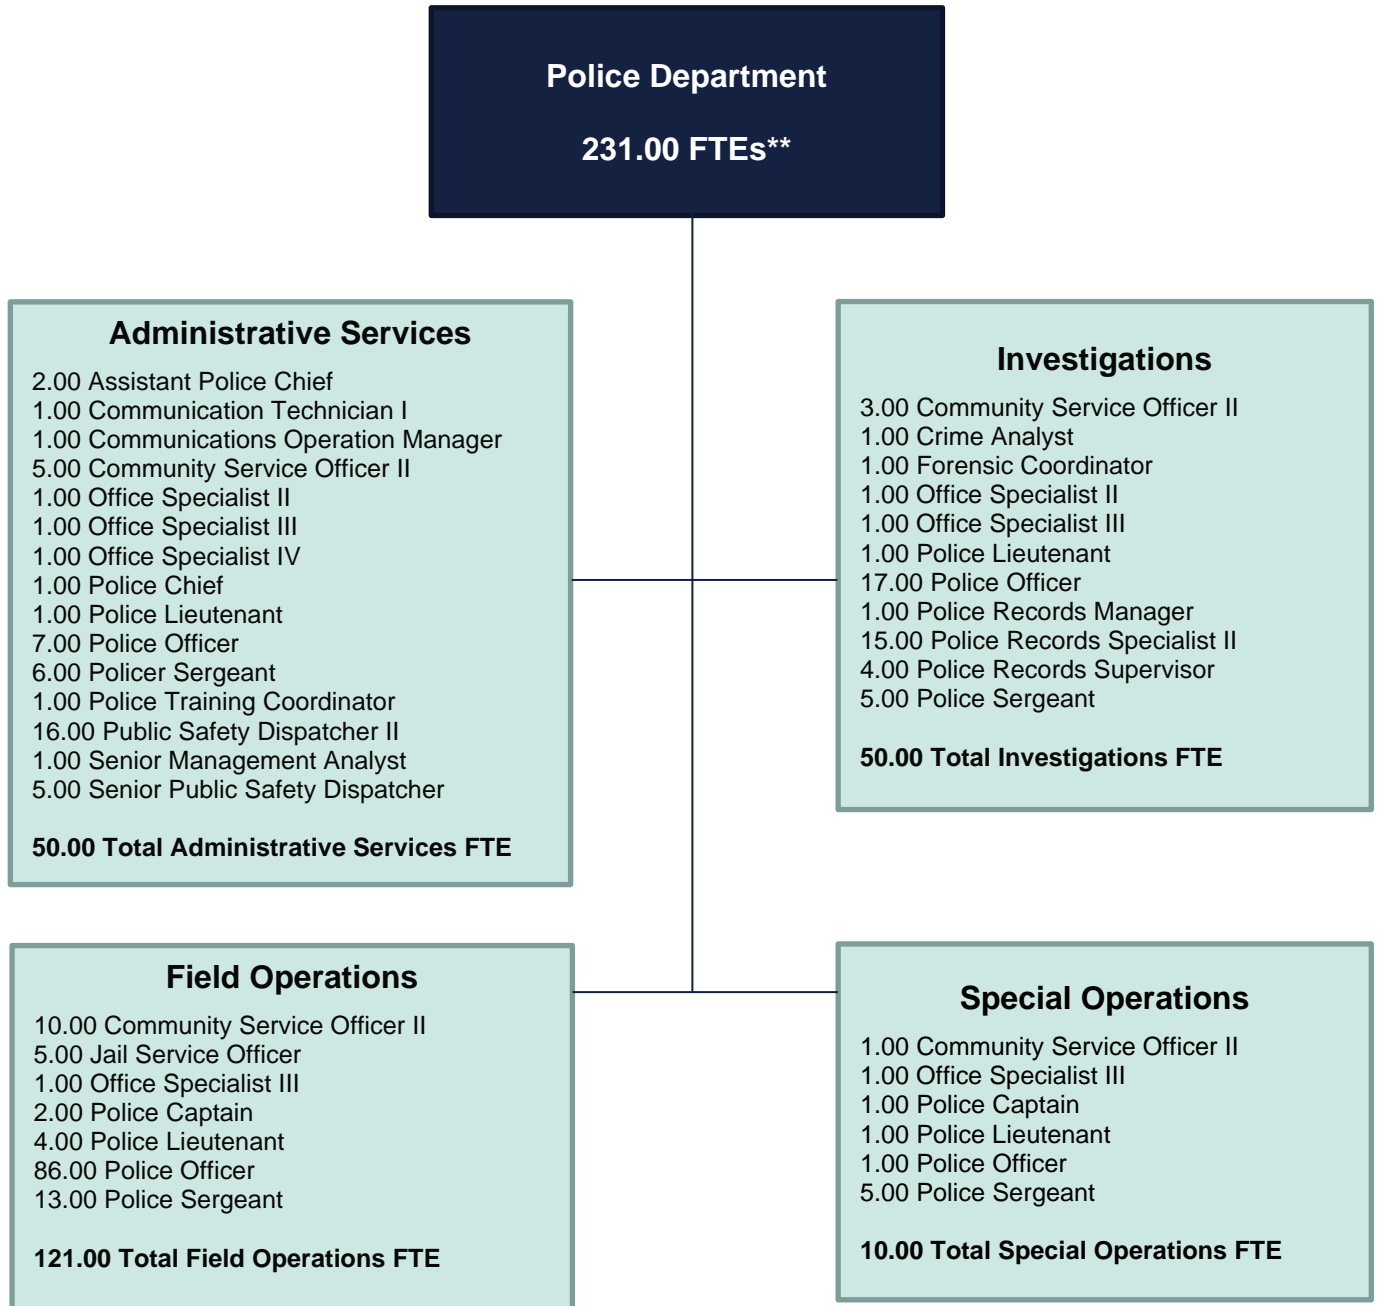 Police Department
231.00 FTEs**
Administrative Services
2.00 Assistant Police Chief
1.00 Communication Technician I
1.00 Communications Operation Manager
5.00 Community Service Officer II
1.00 Office Specialist II
1.00 Office Specialist III
1.00 Office Specialist IV
1.00 Police Chief
1.00 Police Lieutenant
7.00 Police Officer
6.00 Policer Sergeant
1.00 Police Training Coordinator
16.00 Public Safety Dispatcher II
1.00 Senior Management Analyst
5.00 Senior Public Safety Dispatcher
50.00 Total Administrative Services FTE
Investigations
3.00 Community Service Officer II
1.00 Crime Analyst
1.00 Forensic Coordinator
1.00 Office Specialist II
1.00 Office Specialist III
1.00 Police Lieutenant
17.00 Police Officer
1.00 Police Records Manager
15.00 Police Records Specialist II
4.00 Police Records Supervisor
5.00 Police Sergeant
50.00 Total Investigations FTE
Field Operations
10.00 Community Service Officer II
5.00 Jail Service Officer
1.00 Office Specialist III
2.00 Police Captain
4.00 Police Lieutenant
86.00 Police Officer
13.00 Police Sergeant
121.00 Total Field Operations FTE
Special Operations
1.00 Community Service Officer II
1.00 Office Specialist III
1.00 Police Captain
1.00 Police Lieutenant
1.00 Police Officer
5.00 Police Sergeant
10.00 Total Special Operations FTE